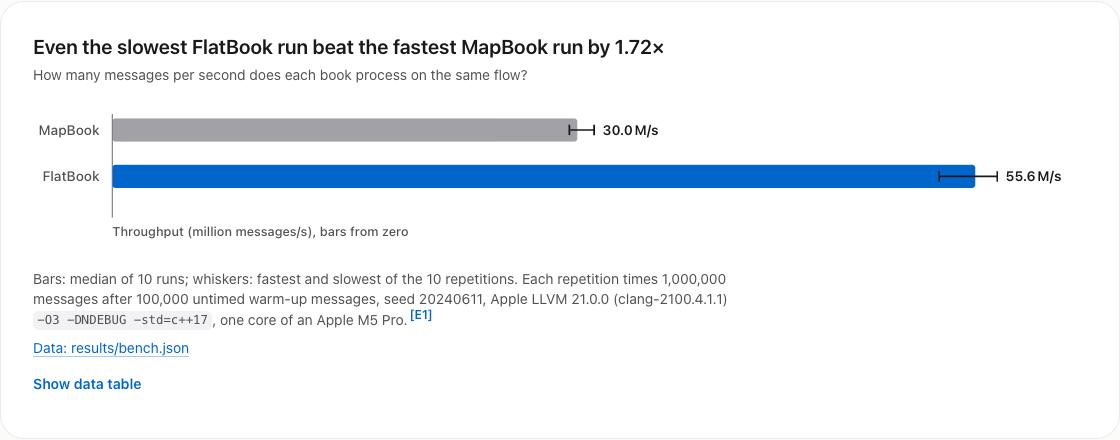 Even the slowest FlatBook run beat the fastest MapBook run by 1.72×
How many messages per second does each book process on the same flow?
MapBook 30.0 M/s
FlatBook 55.6 M/s
Throughput (million messages/s), bars from zero
Bars: median of 10 runs; whiskers: fastest and slowest of the 10 repetitions. Each repetition times 1,000,000
messages after 100,000 untimed warm-up messages, seed 20240611, Apple LLVM 21.0.0 (clang-2100.4.1.1)
-O3 -DNDEBUG -std=c++17, one core of an Apple M5 Pro. [E1]
Data: results/bench.json
Show data table